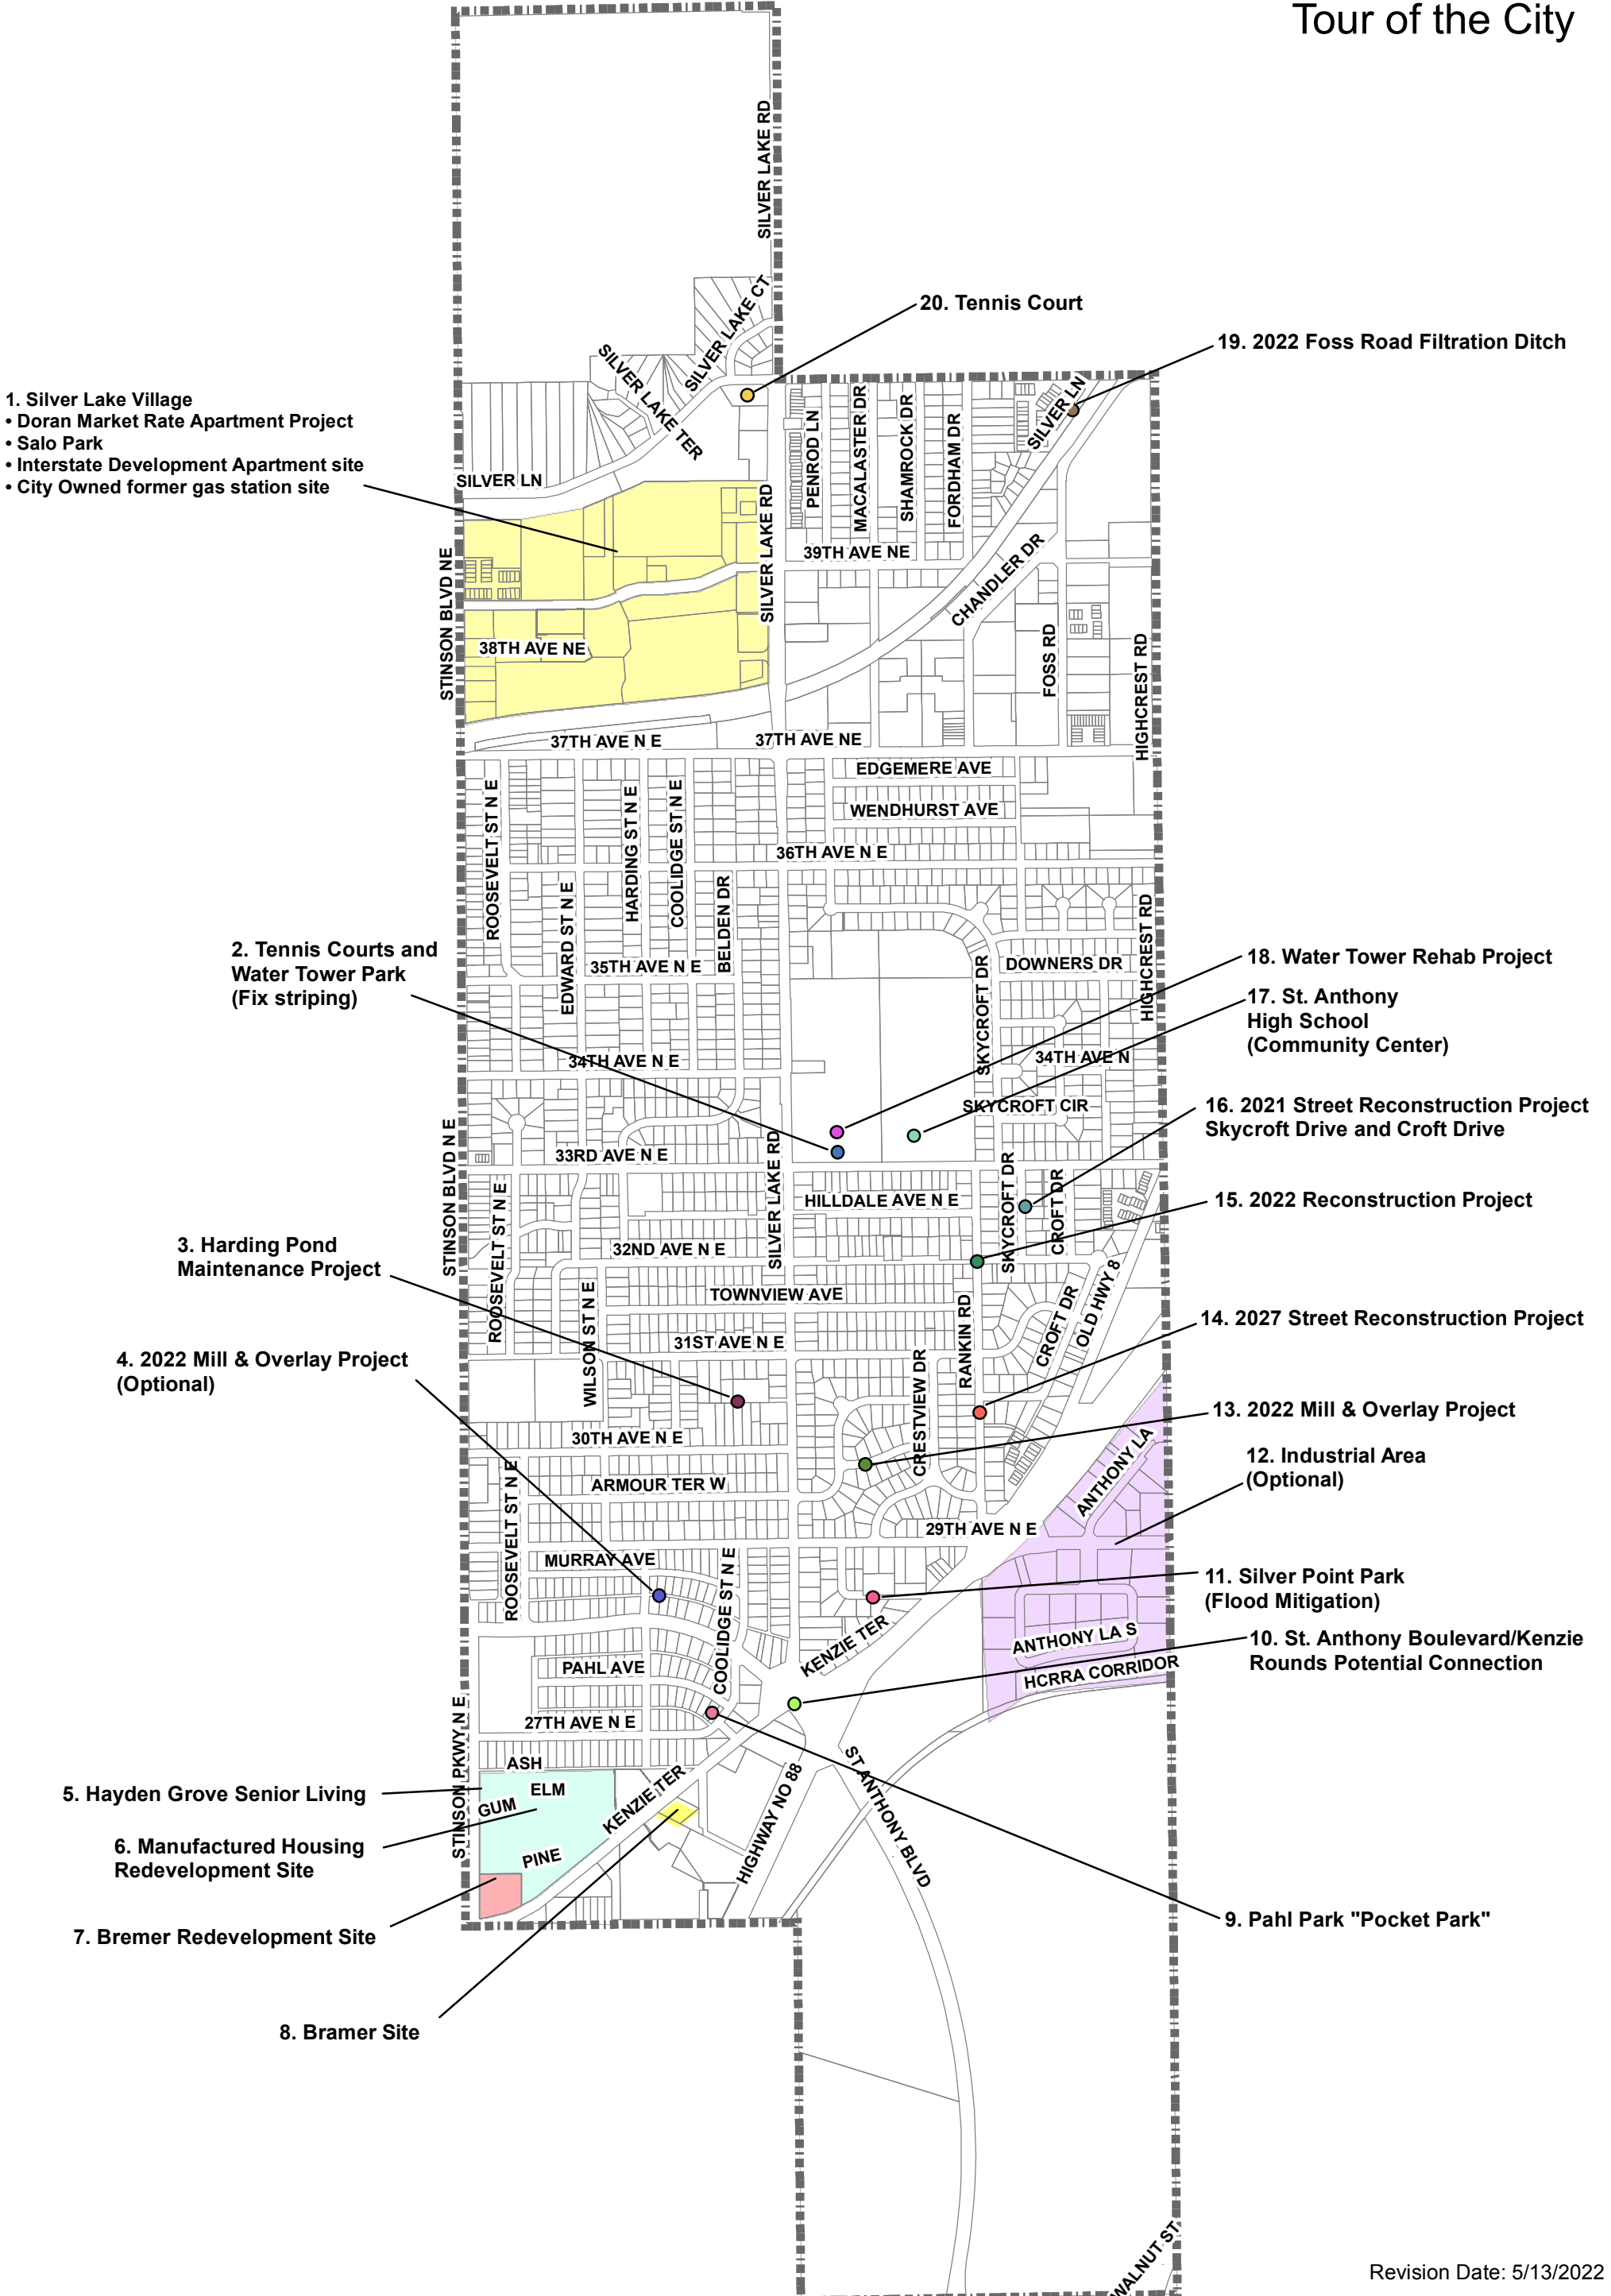 Tour of the City
SILVER LAKE RD
SILVER LAKE CT
20. Tennis Court
19. 2022 Foss Road Filtration Ditch
SILVER LAKE TER
1. Silver Lake Village
• Doran Market Rate Apartment Project
• Salo Park
• Interstate Development Apartment site
• City Owned former gas station site
SILVER LN
SILVER LN
PENROD LN
MACALASTER DR
SHAMROCK DR
FORDHAM DR
SILVER LAKE RD
39TH AVE NE
CHANDLER DR
STINSON BLVD NE
38TH AVE NE
FOSS RD
HIGHCREST RD
37TH AVE N E
37TH AVE NE
EDGEMERE AVE
WENDHURST AVE
36TH AVE N E
ROOSEVELT ST N E
HARDING ST N E
COOLIDGE ST N E
EDWARD ST N E
BELDEN DR
35TH AVE N E
DOWNERS DR
SKYCROFT DR
HIGHCREST RD
2. Tennis Courts and
Water Tower Park
(Fix striping)
18. Water Tower Rehab Project
17. St. Anthony
High School
(Community Center)
34TH AVE N E
34TH AVE N
SKYCROFT CIR
16. 2021 Street Reconstruction Project
Skycroft Drive and Croft Drive
33RD AVE N E
STINSON BLVD N E
SILVER LAKE RD
HILLDALE AVE N E
SKYCROFT DR
CROFT DR
15. 2022 Reconstruction Project
ROOSEVELT ST N E
3. Harding Pond
Maintenance Project
32ND AVE N E
TOWNVIEW AVE
OLD HWY 8
CROFT DR
RANKIN RD
14. 2027 Street Reconstruction Project
WILSON ST N E
31ST AVE N E
4. 2022 Mill & Overlay Project
(Optional)
CRESTVIEW DR
13. 2022 Mill & Overlay Project
30TH AVE N E
ANTHONY LA
12. Industrial Area
(Optional)
ARMOUR TER W
ROOSEVELT ST N E
29TH AVE N E
MURRAY AVE
COOLIDGE ST N E
11. Silver Point Park
(Flood Mitigation)
KENZIE TER
ANTHONY LA S
10. St. Anthony Boulevard/Kenzie
Rounds Potential Connection
PAHL AVE
HCRRA CORRIDOR
27TH AVE N E
STINSON PKWY N E
ASH
ELM
GUM
PINE
KENZIE TER
HIGHWAY NO 88
ST ANTHONY BLVD
5. Hayden Grove Senior Living
6. Manufactured Housing
Redevelopment Site
7. Bremer Redevelopment Site
9. Pahl Park "Pocket Park"
8. Bramer Site
WALNUT ST
Revision Date: 5/13/2022